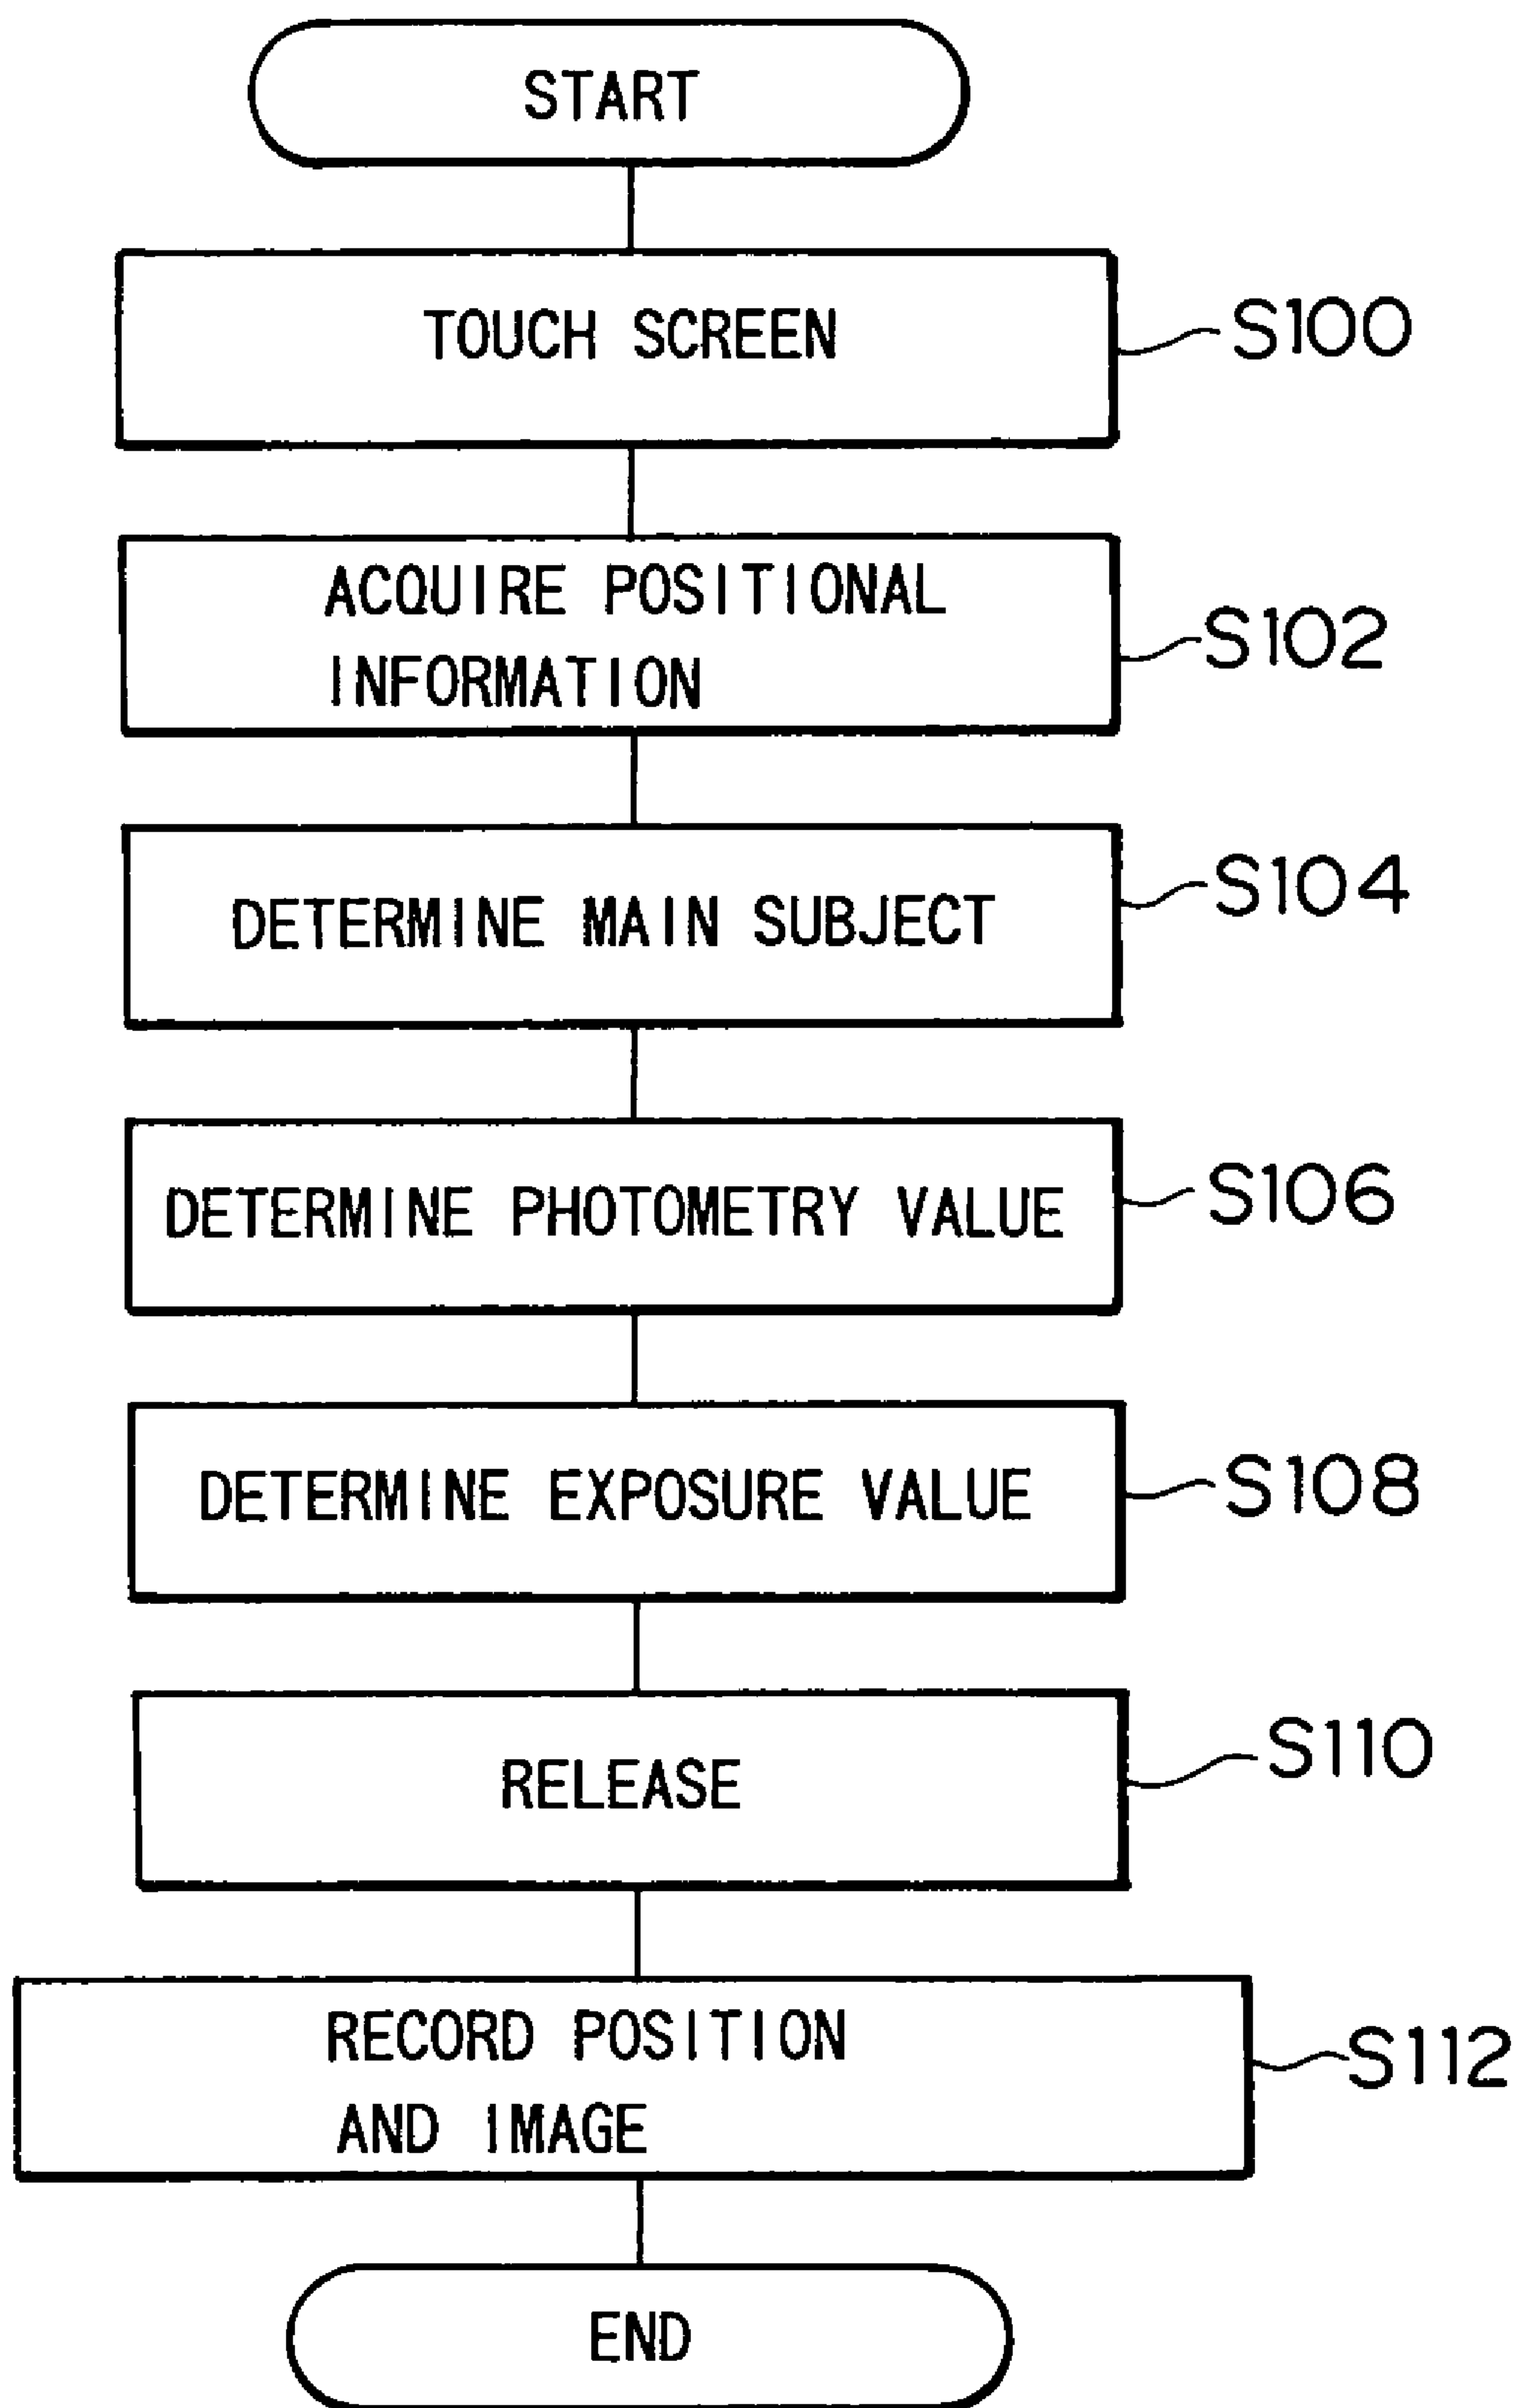 START
TOUCH SCREEN
S100
ACQUIRE POSITIONAL
INFORMATION
S102
DETERMINE MAIN SUBJECT
S104
DETERMINE PHOTOMETRY VALUE
S106
DETERMINE EXPOSURE VALUE
S108
RELEASE
S110
RECORD POSITION
AND IMAGE
S112
END